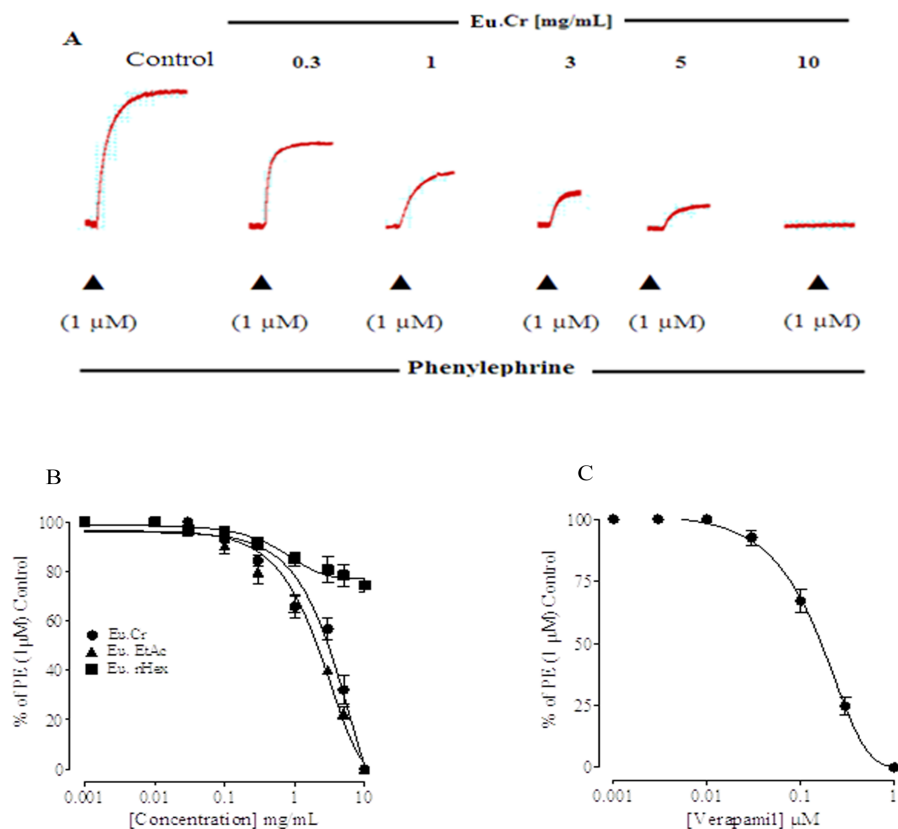 Eu.Cr [mg/mL]
A
Control 0.3 1 3 5 10
(1 μM) (1 μM) (1 μM) (1 μM) (1 μM) (1 μM)
Phenylephrine
B
% of PE (1μM) Control
100
80
60
40
20
0
Eu.Cr
Eu. EtAc
Eu. nHex
0.001 0.01 0.1 1 10
[Concentration] mg/mL
C
% of PE (1 μM) Control
100
75
50
25
0
0.001 0.01 0.1 1
[Verapamil] μM